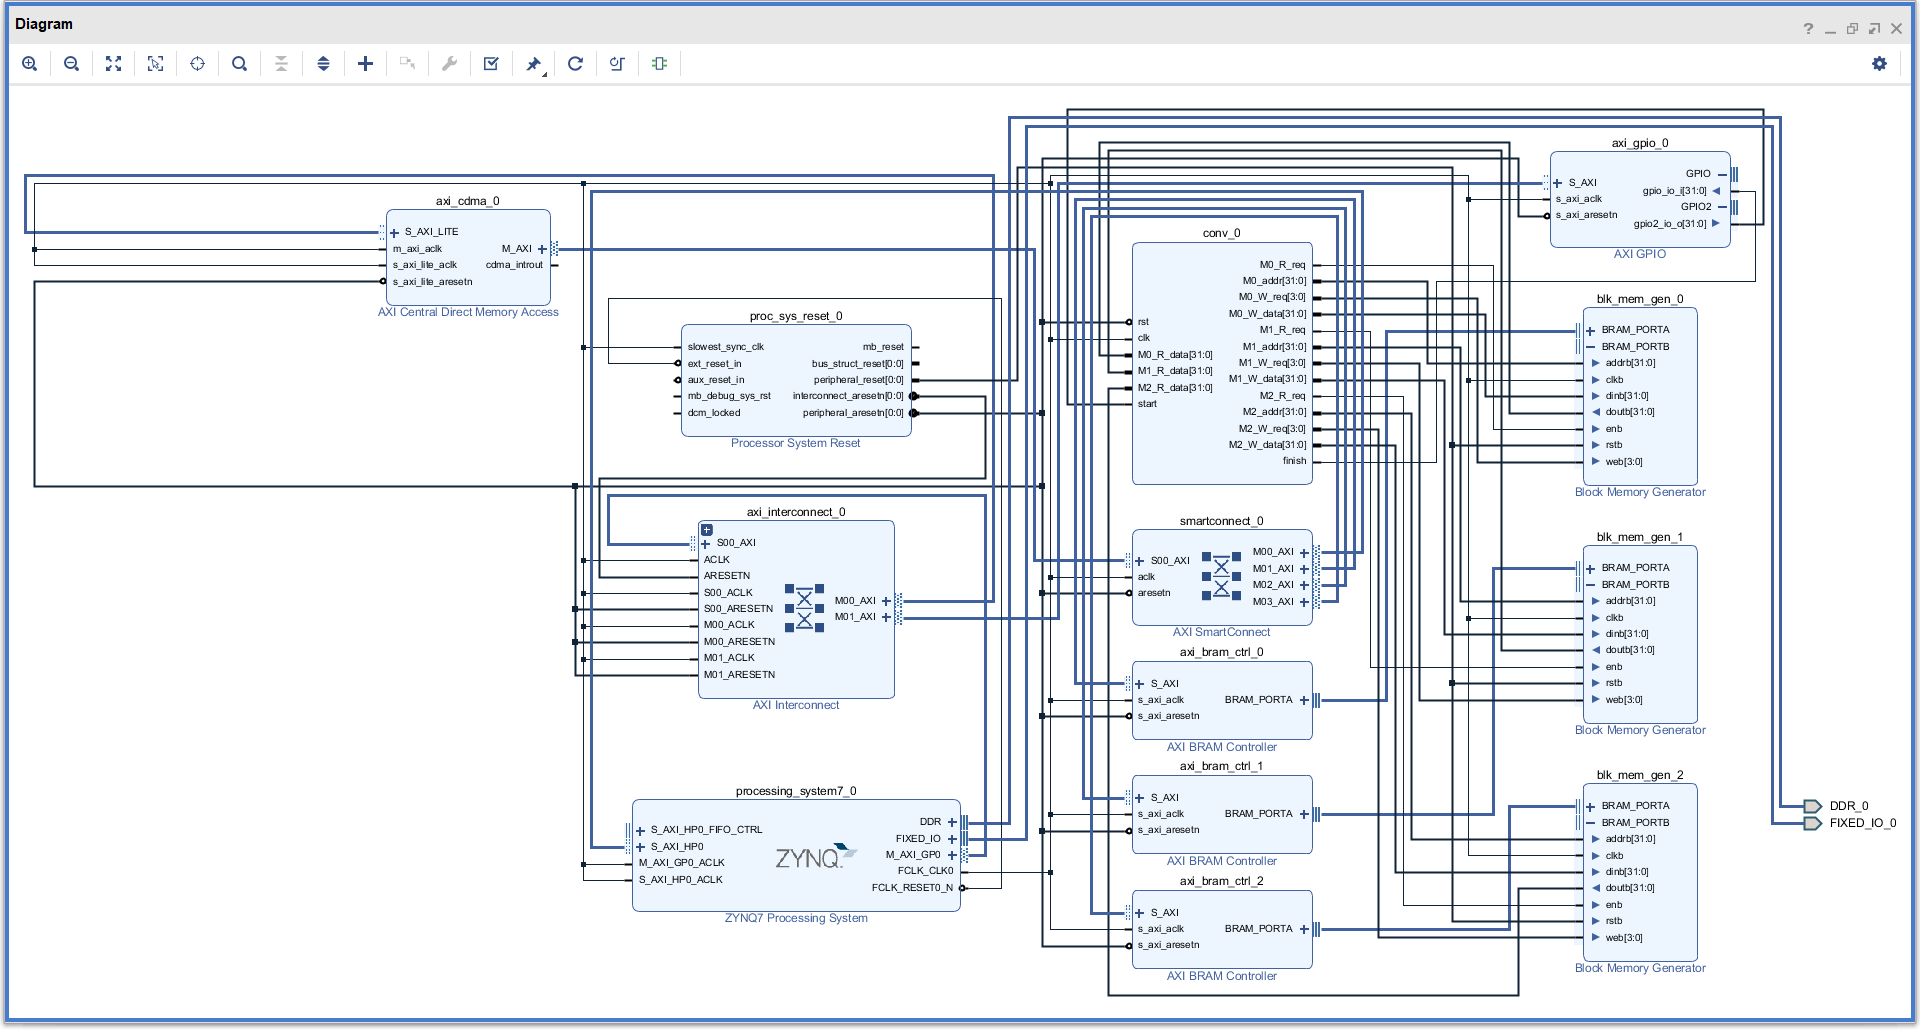 Diagram
axi_cdma_0
S_AXI_LITE
m_axi_aclk
s_axi_lite_aclk
s_axi_lite_aresetn
M_AXI
cdma_introut
AXI Central Direct Memory Access
proc_sys_reset_0
slowest_sync_clk
ext_reset_in
aux_reset_in
mb_debug_sys_rst
dcm_locked
mb_reset
bus_struct_reset[0:0]
peripheral_reset[0:0]
interconnect_aresetn[0:0]
peripheral_aresetn[0:0]
Processor System Reset
axi_interconnect_0
S00_AXI
ACLK
ARESETN
S00_ACLK
S00_ARESETN
M00_ACLK
M00_ARESETN
M01_ACLK
M01_ARESETN
M00_AXI
M01_AXI
AXI Interconnect
processing_system7_0
S_AXI_HP0_FIFO_CTRL
S_AXI_HP0
M_AXI_GP0_ACLK
S_AXI_HP0_ACLK
ZYNQ
DDR
FIXED_IO
M_AXI_GP0
FCLK_CLK0
FCLK_RESET0_N
ZYNQ7 Processing System
conv_0
rst
clk
M0_R_data[31:0]
M1_R_data[31:0]
M2_R_data[31:0]
start
M0_R_req
M0_addr[31:0]
M0_W_req[3:0]
M0_W_data[31:0]
M1_R_req
M1_addr[31:0]
M1_W_req[3:0]
M1_W_data[31:0]
M2_R_req
M2_addr[31:0]
M2_W_req[3:0]
M2_W_data[31:0]
finish
smartconnect_0
S00_AXI
aclk
aresetn
M00_AXI
M01_AXI
M02_AXI
M03_AXI
AXI SmartConnect
axi_bram_ctrl_0
S_AXI
s_axi_aclk
s_axi_aresetn
BRAM_PORTA
AXI BRAM Controller
axi_bram_ctrl_1
S_AXI
s_axi_aclk
s_axi_aresetn
BRAM_PORTA
AXI BRAM Controller
axi_bram_ctrl_2
S_AXI
s_axi_aclk
s_axi_aresetn
BRAM_PORTA
AXI BRAM Controller
axi_gpio_0
S_AXI
s_axi_aclk
s_axi_aresetn
GPIO
gpio_io_i[31:0]
GPIO2
gpio2_io_o[31:0]
AXI GPIO
blk_mem_gen_0
BRAM_PORTA
BRAM_PORTB
addrb[31:0]
clkb
dinb[31:0]
doutb[31:0]
enb
rstb
web[3:0]
Block Memory Generator
blk_mem_gen_1
BRAM_PORTA
BRAM_PORTB
addrb[31:0]
clkb
dinb[31:0]
doutb[31:0]
enb
rstb
web[3:0]
Block Memory Generator
blk_mem_gen_2
BRAM_PORTA
BRAM_PORTB
addrb[31:0]
clkb
dinb[31:0]
doutb[31:0]
enb
rstb
web[3:0]
Block Memory Generator
DDR_0
FIXED_IO_0